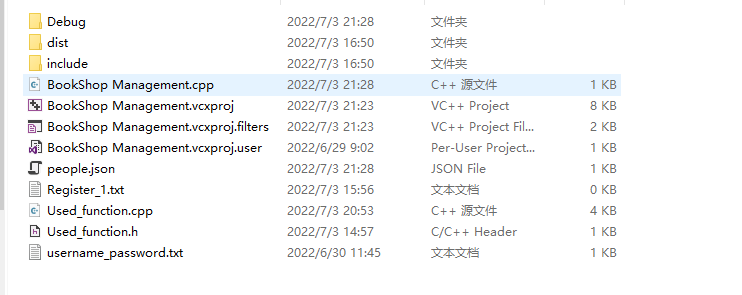 Debug 2022/7/3 21:28 文件夹
dist 2022/7/3 16:50 文件夹
include 2022/7/3 16:50 文件夹
BookShop Management.cpp 2022/7/3 21:28 C++ 源文件 1 KB
BookShop Management.vcxproj 2022/7/3 21:23 VC++ Project 8 KB
BookShop Management.vcxproj.filters 2022/7/3 21:23 VC++ Project Fil... 2 KB
BookShop Management.vcxproj.user 2022/6/29 9:02 Per-User Project... 1 KB
people.json 2022/7/3 21:28 JSON File 1 KB
Register_1.txt 2022/7/3 15:56 文本文档 0 KB
Used_function.cpp 2022/7/3 20:53 C++ 源文件 4 KB
Used_function.h 2022/7/3 14:57 C/C++ Header 1 KB
username_password.txt 2022/6/30 11:45 文本文档 1 KB